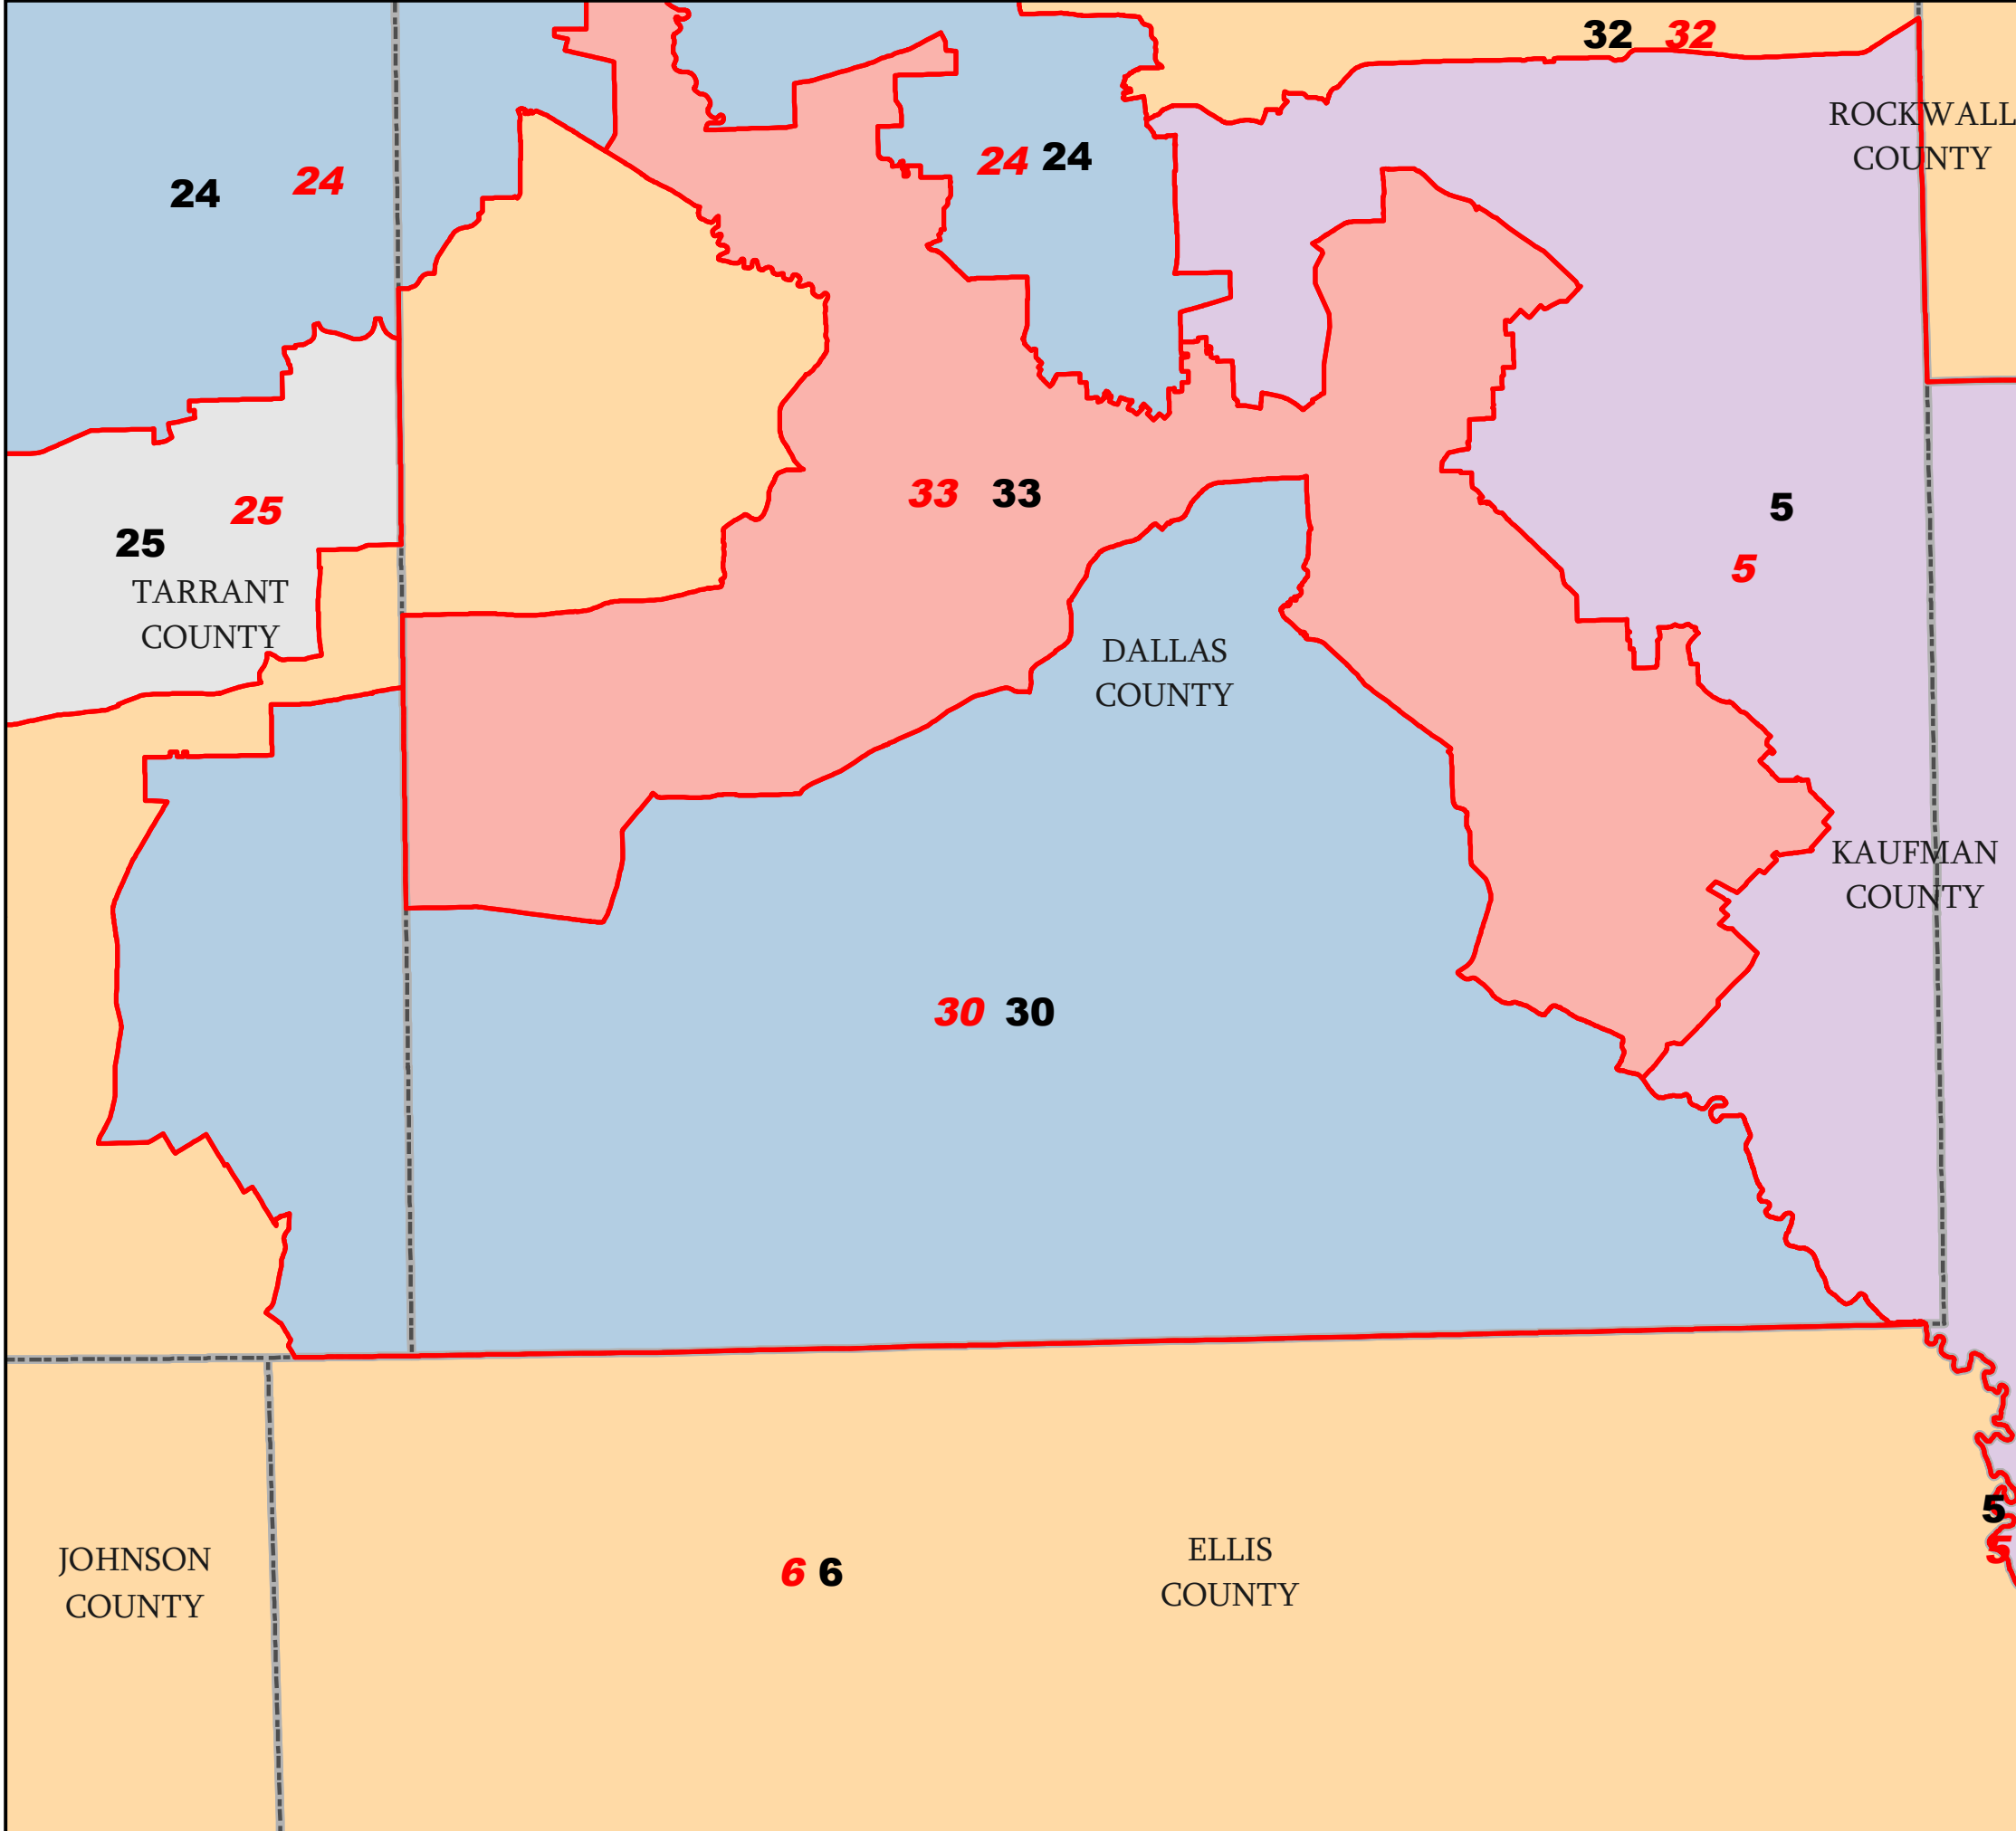 32 32
ROCKWALL
COUNTY
24 24
24 24
33 33
5
25
25
5
TARRANT
COUNTY
DALLAS
COUNTY
KAUFMAN
COUNTY
30 30
5
5
ELLIS
COUNTY
6 6
JOHNSON
COUNTY